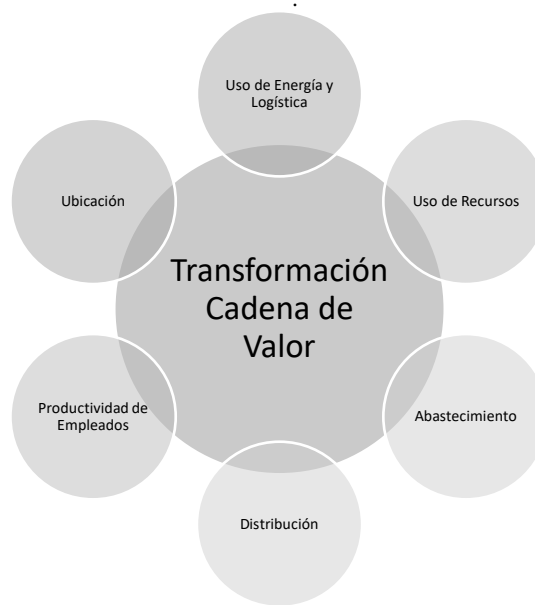 .
Uso de Energía y
Logística
Ubicación
Uso de Recursos
Transformación
Cadena de
Valor
Productividad de
Empleados
Abastecimiento
Distribución